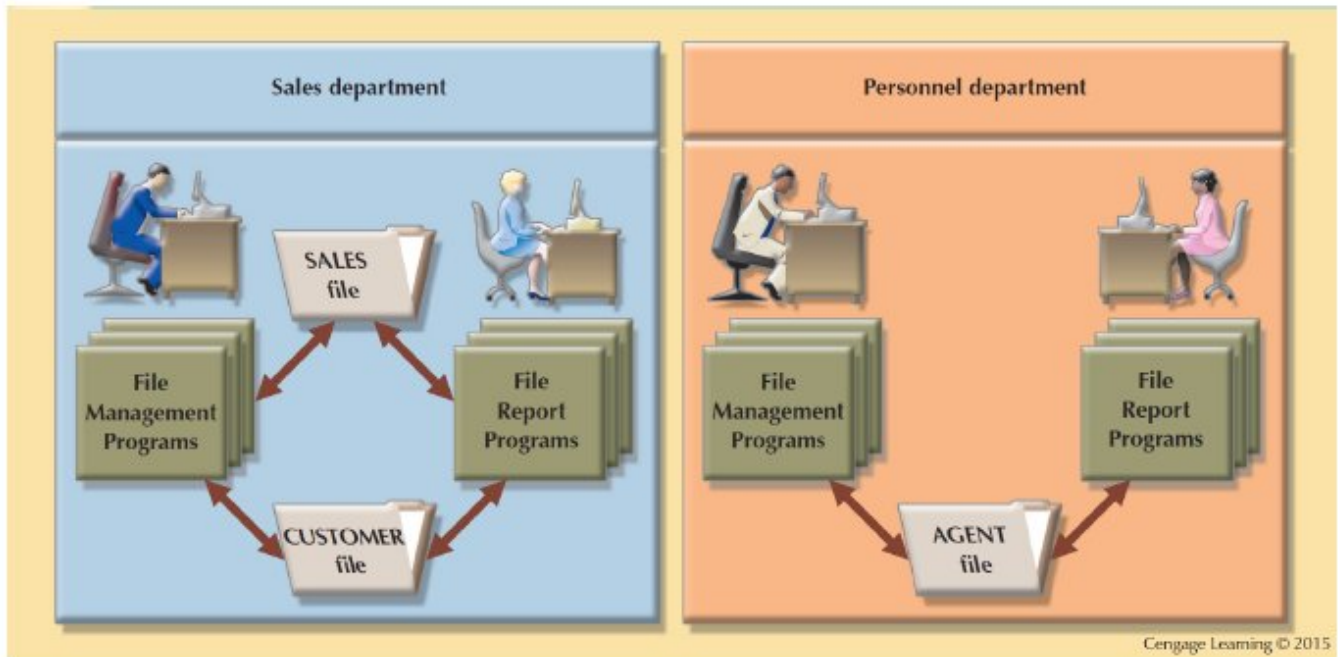 Sales department
SALES
file
File
Management
Programs
File
Report
Programs
CUSTOMER
file
Personnel department
File
Management
Programs
File
Report
Programs
AGENT
file
Cengage Learning © 2015